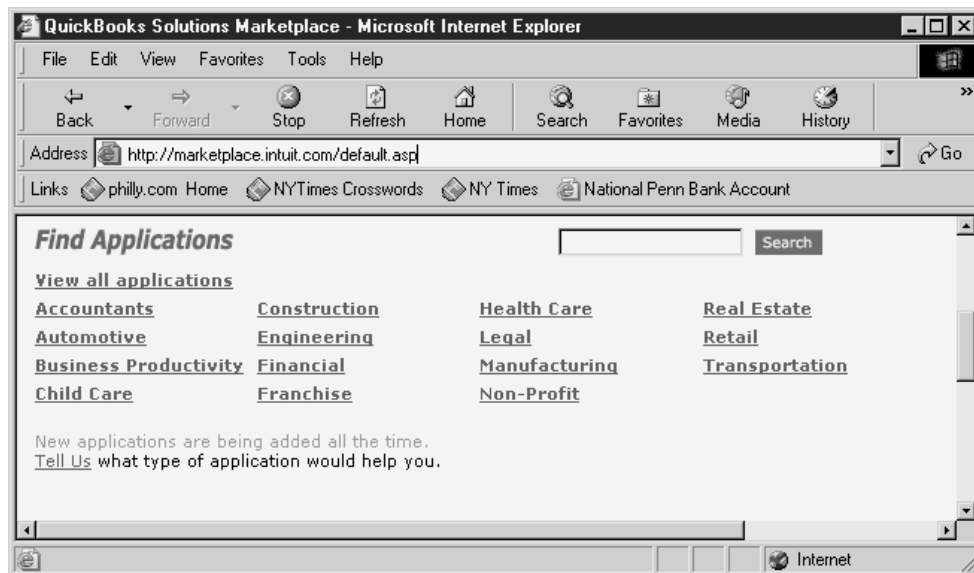 QuickBooks Solutions Marketplace - Microsoft Internet Explorer
File Edit View Favorites Tools Help
Back Forward Stop Refresh Home Search Favorites Media History »
Address http://marketplace.intuit.com/default.asp Go
Links philly.com Home NYTimes Crosswords NY Times National Penn Bank Account
Find Applications Search
View all applications
Accountants Construction Health Care Real Estate
Automotive Engineering Legal Retail
Business Productivity Financial Manufacturing Transportation
Child Care Franchise Non-Profit
New applications are being added all the time.
Tell Us what type of application would help you.
Internet